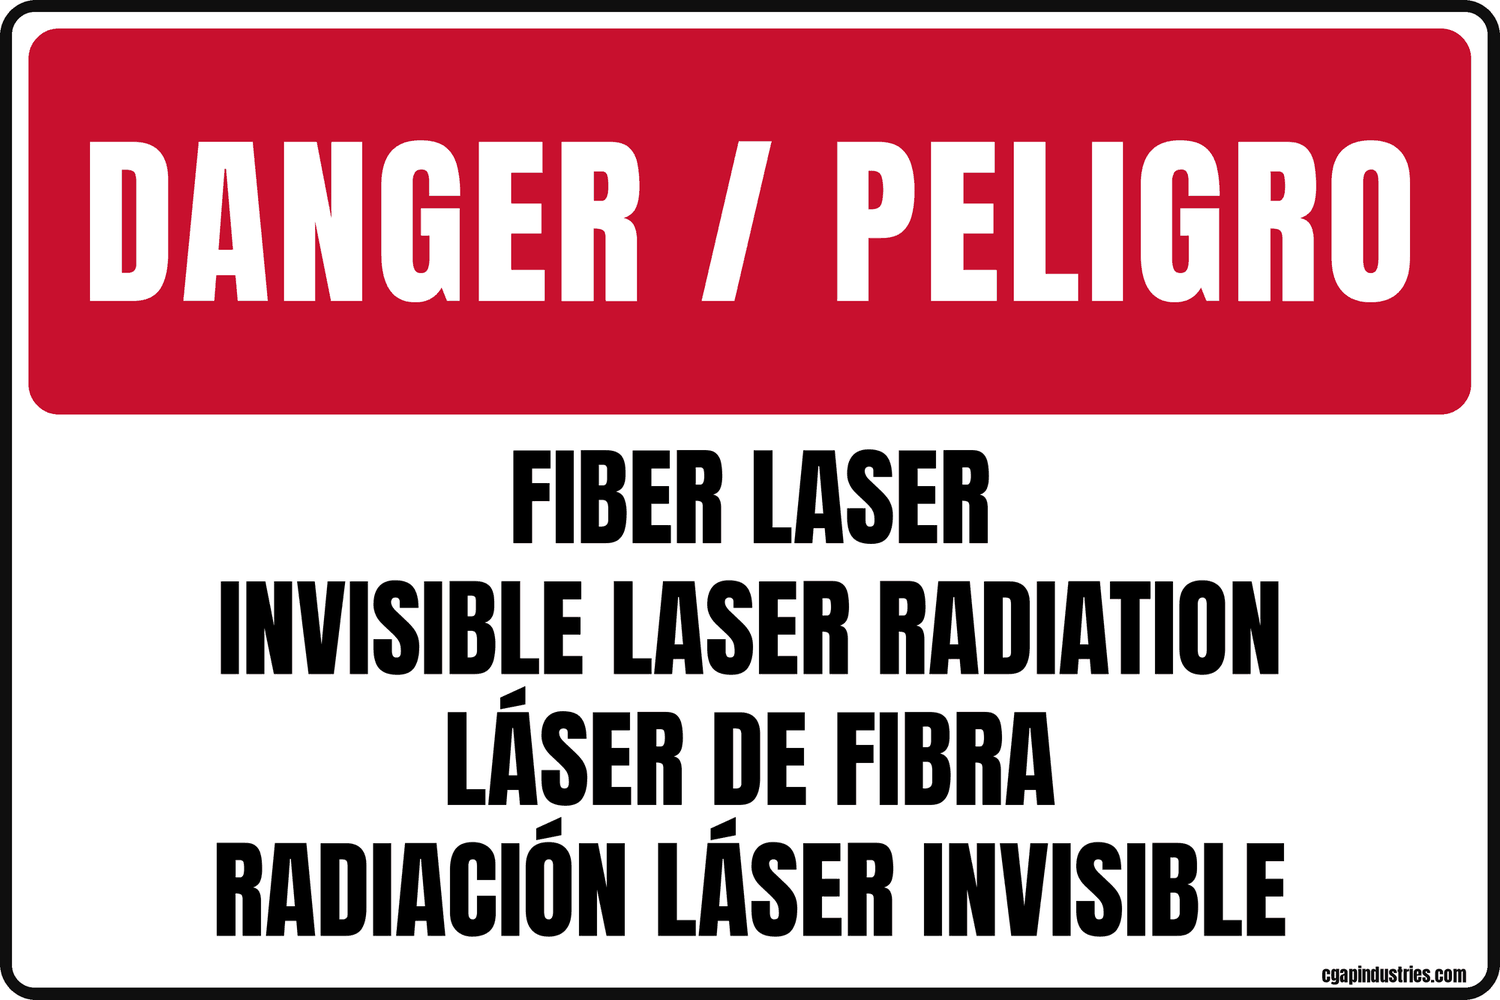 DANGER / PELIGRO
FIBER LASER
INVISIBLE LASER RADIATION
LÁSER DE FIBRA
RADIACIÓN LÁSER INVISIBLE
cgapindustries.com